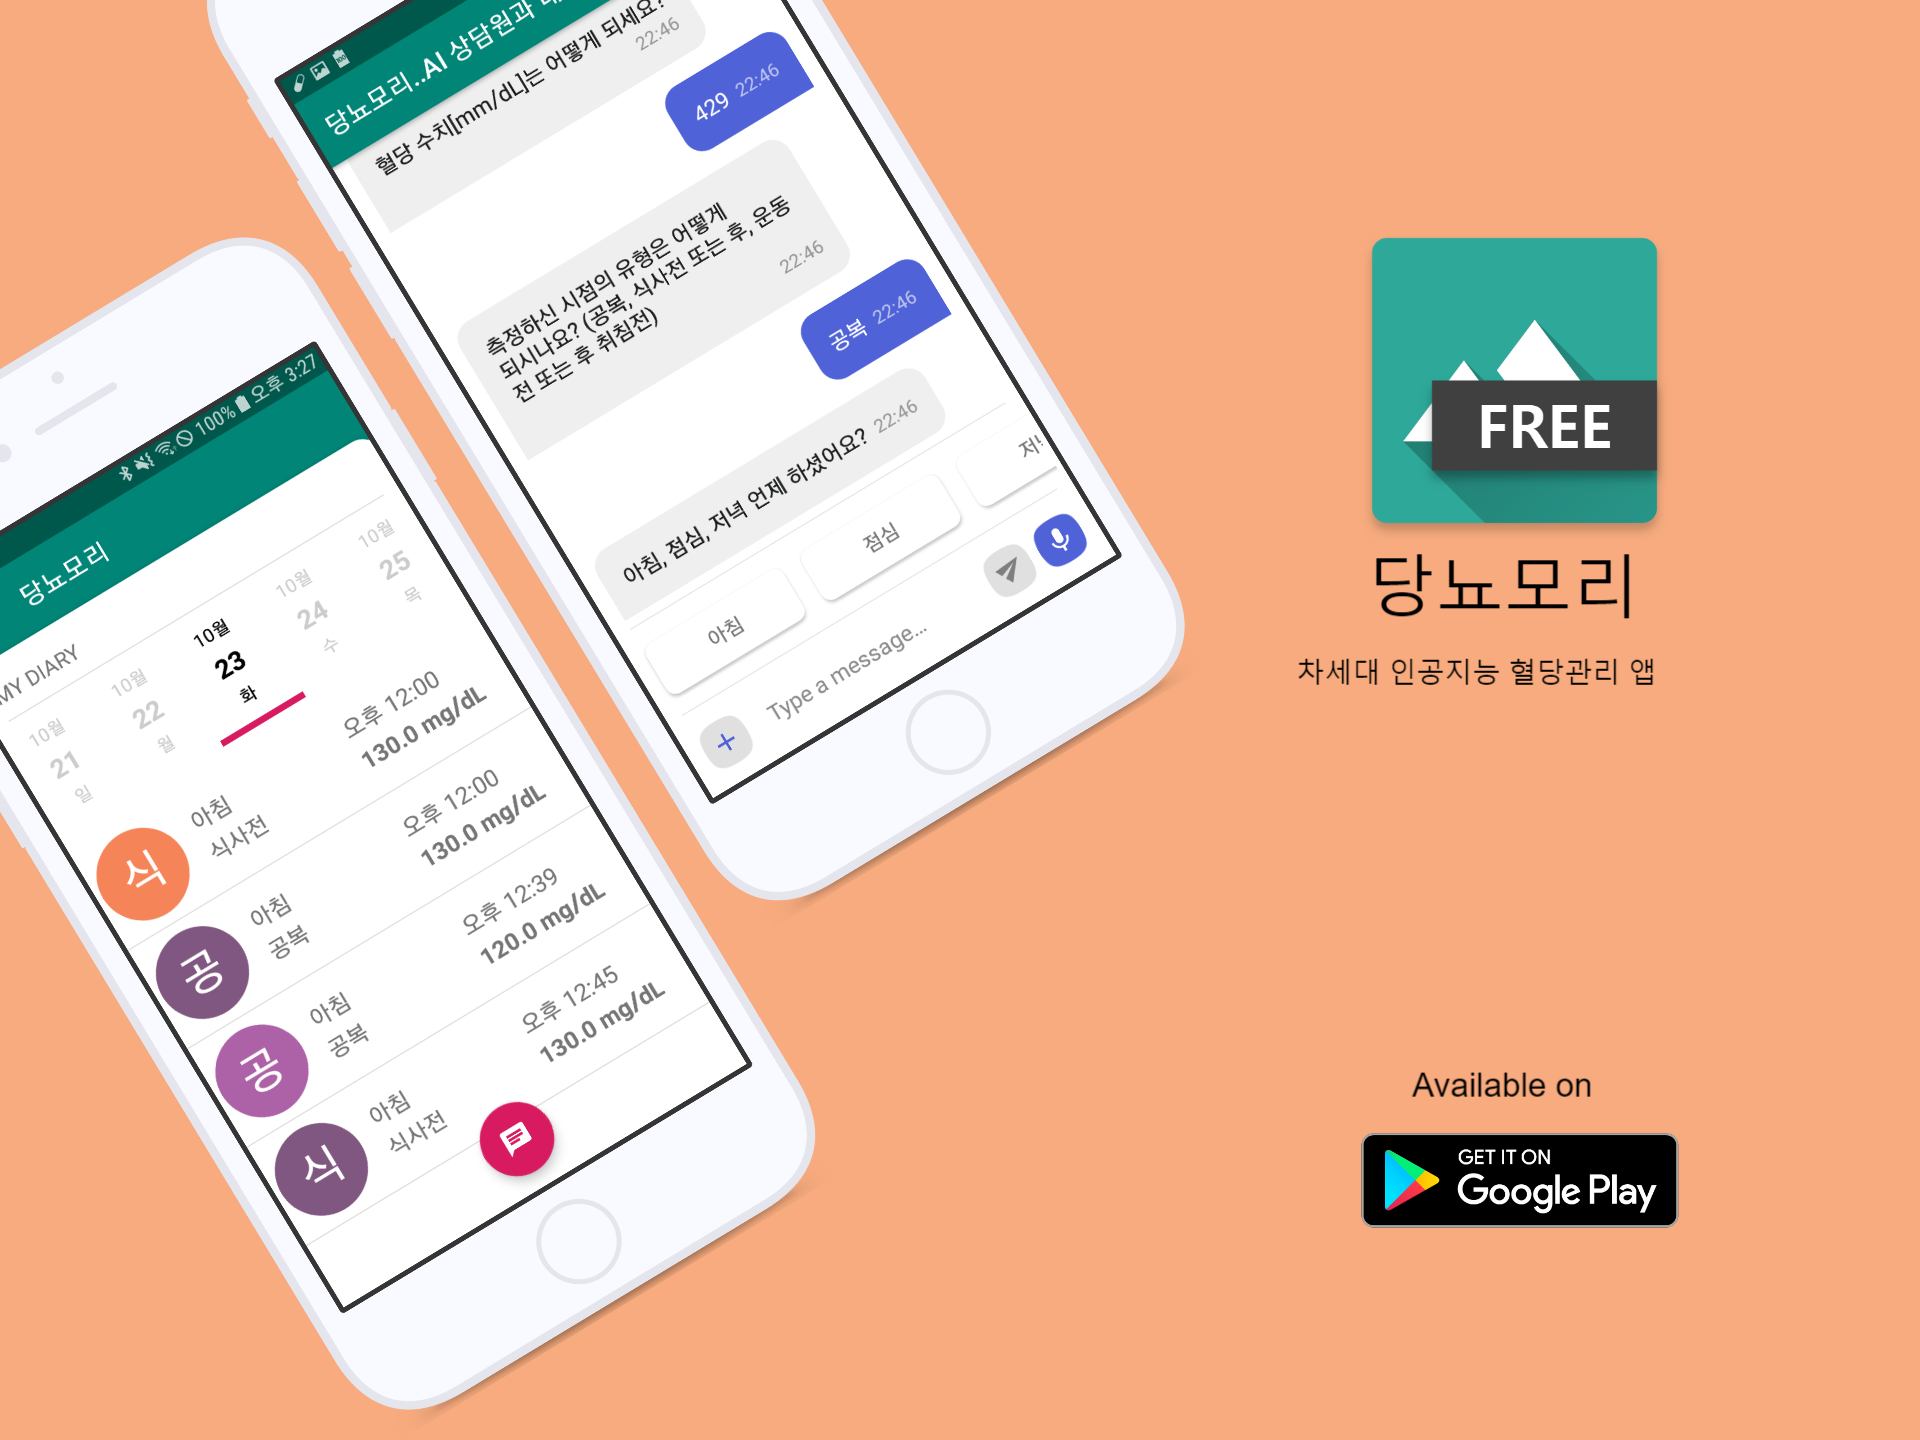 당뇨모리..AI 상담원과
혈당 수치[mm/dL]는 어떻게 되세요?
22:46
429 22:46
측정하신 시점의 유형은 어떻게
되시나요? (공복, 식사전 또는 후, 운동
전 또는 후 취침전)
22:46
공복 22:46
아침, 점심, 저녁 언제 하셨어요? 22:46
아침
점심
Type a message...
100% 오후 3:27
당뇨모리
MY DIARY
10월
21
일
10월
22
월
10월
23
화
10월
24
수
10월
25
목
식
아침
식사전
오후 12:00
130.0 mg/dL
공
아침
공복
오후 12:00
130.0 mg/dL
공
아침
공복
오후 12:39
120.0 mg/dL
식
아침
식사전
오후 12:45
130.0 mg/dL
FREE
당뇨모리
차세대 인공지능 혈당관리 앱
Available on
GET IT ON
Google Play